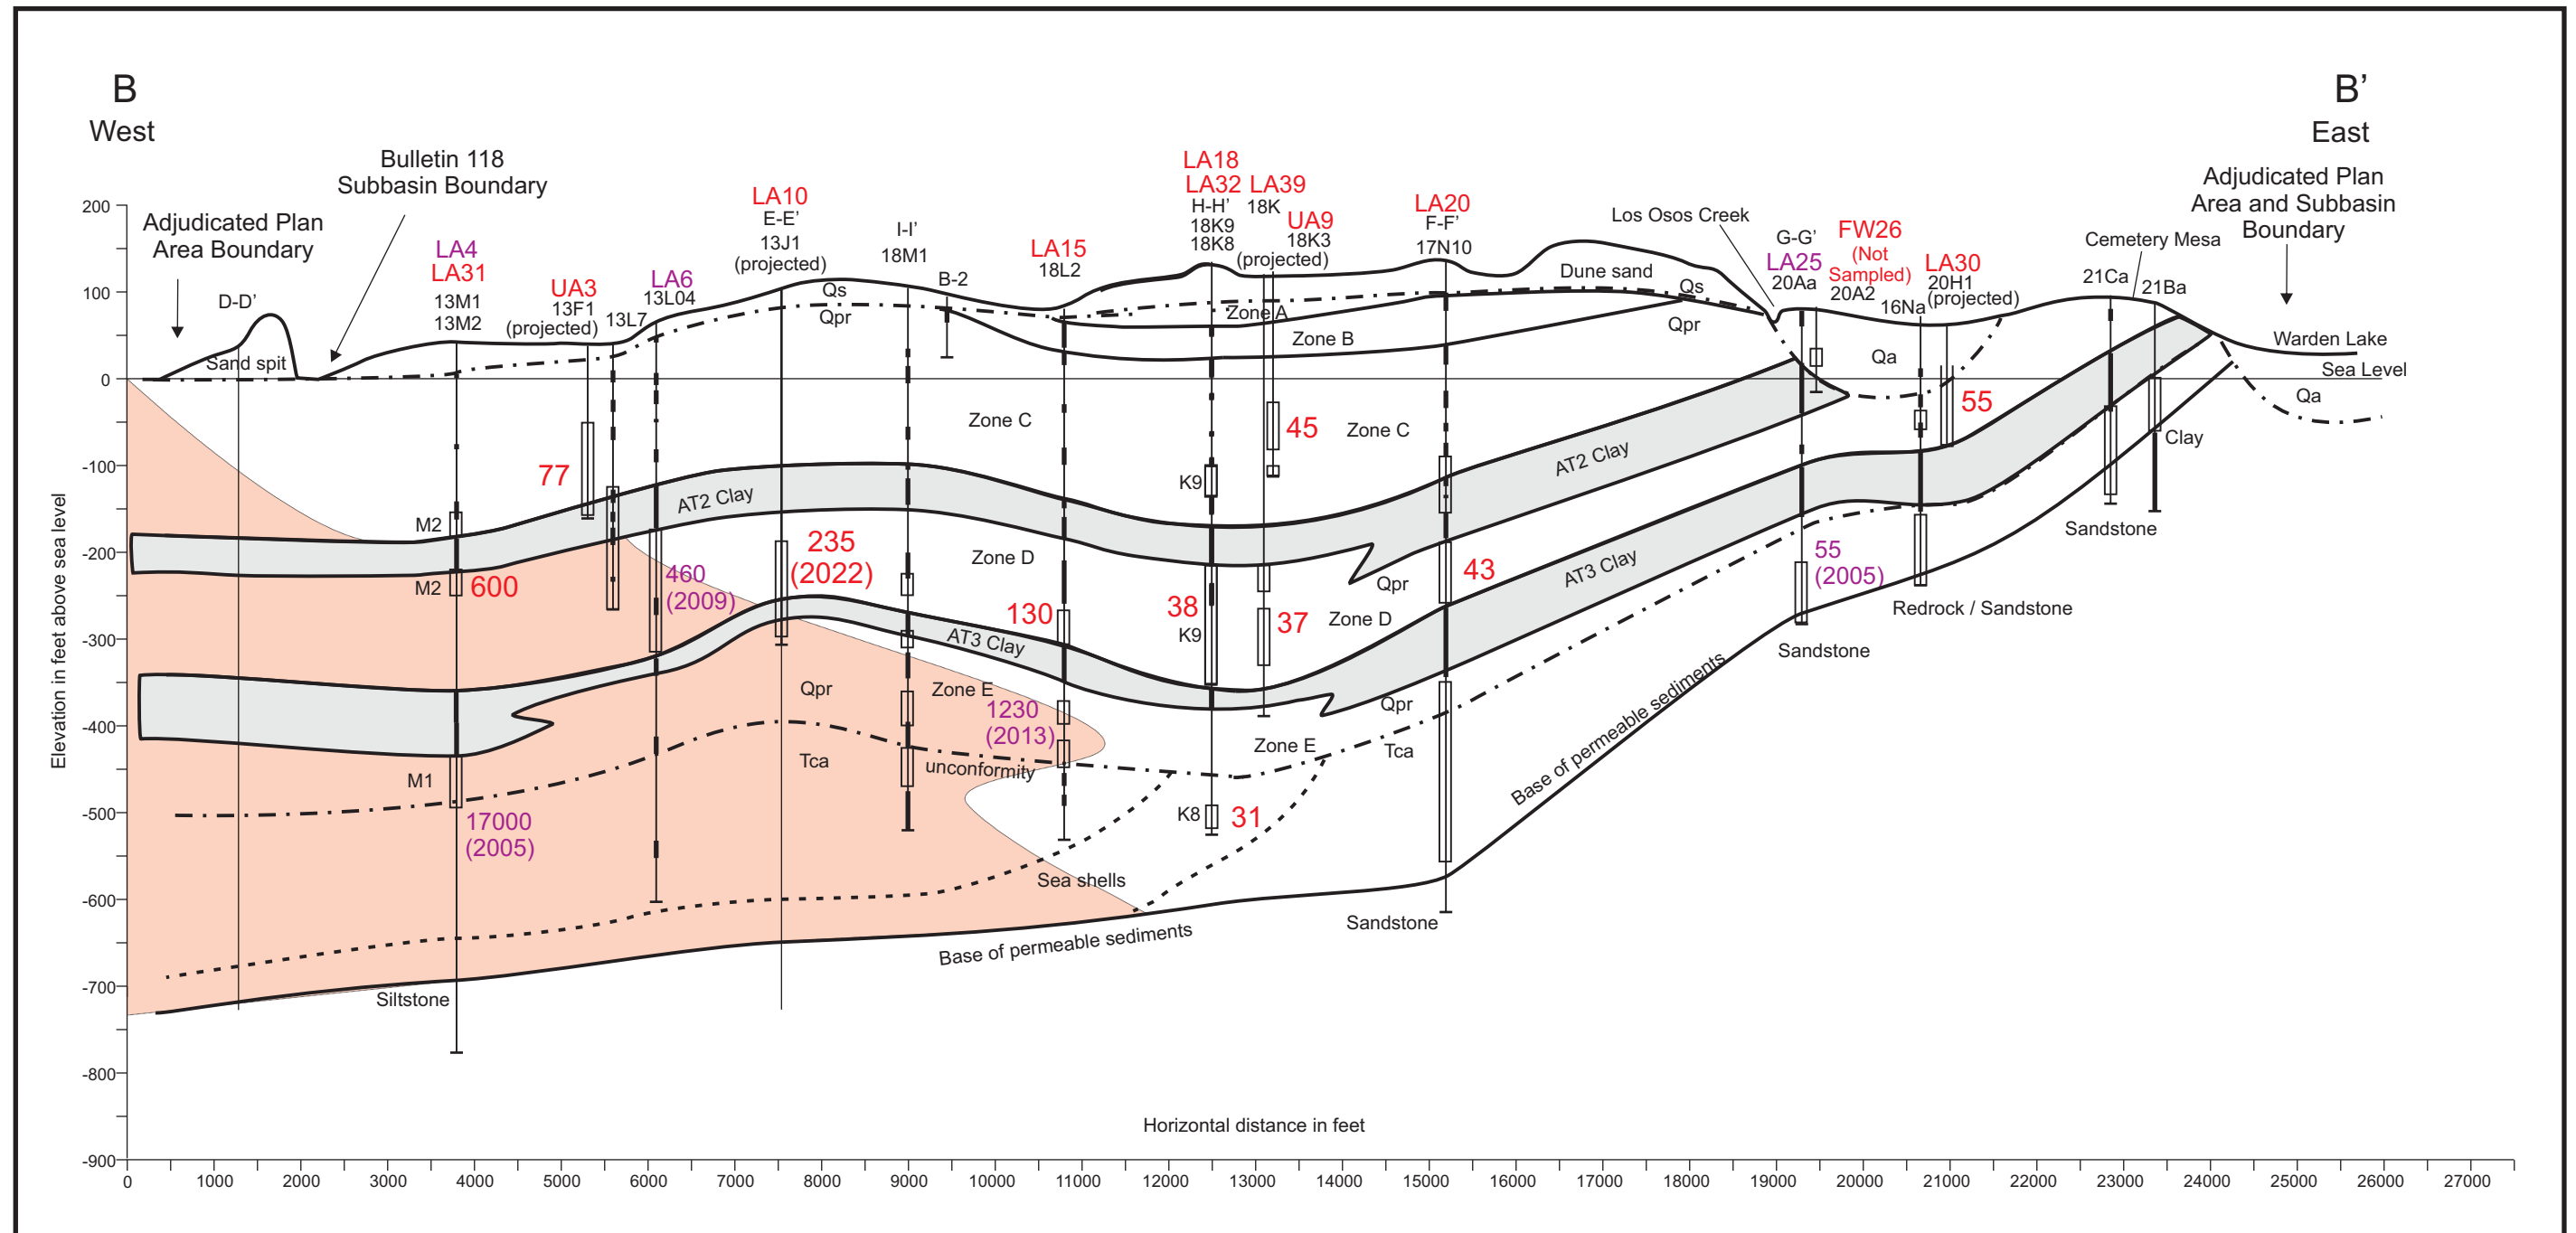 B
West
B’
East
Bulletin 118
Subbasin Boundary
Adjudicated Plan
Area Boundary
Adjudicated Plan
Area and Subbasin
Boundary
D-D’
Sand spit
LA4
LA31
13M1
13M2
UA3
13F1
(projected)
13L7
LA6
13L04
LA10
E-E’
13J1
(projected)
I-I’
18M1
B-2
LA15
18L2
LA18
LA32
H-H’
18K9
18K8
LA39
18K
UA9
18K3
(projected)
LA20
F-F’
17N10
Los Osos Creek
Dune sand
G-G’
LA25
20Aa
FW26
(Not
Sampled)
20A2
16Na
LA30
20H1
(projected)
Cemetery Mesa
21Ca
21Ba
Warden Lake
Sea Level
Qs
Qpr
Zone A
Zone B
Qs
Qpr
Qa
Qa
Zone C
Zone C
45
55
77
Clay
AT2 Clay
AT2 Clay
K9
M2
M2
600
460
(2009)
235
(2022)
Zone D
Qpr
43
AT3 Clay
55
(2005)
Sandstone
Redrock / Sandstone
130
38
K9
37
Zone D
AT3 Clay
Sandstone
Qpr
Zone E
1230
(2013)
Qpr
Zone E
Tca
Tca
unconformity
M1
17000
(2005)
K8
31
Base of permeable sediments
Sea shells
Sandstone
Base of permeable sediments
Siltstone
Elevation in feet above sea level
200
100
0
-100
-200
-300
-400
-500
-600
-700
-800
-900
Horizontal distance in feet
0 1000 2000 3000 4000 5000 6000 7000 8000 9000 10000 11000 12000 13000 14000 15000 16000 17000 18000 19000 20000 21000 22000 23000 24000 25000 26000 27000